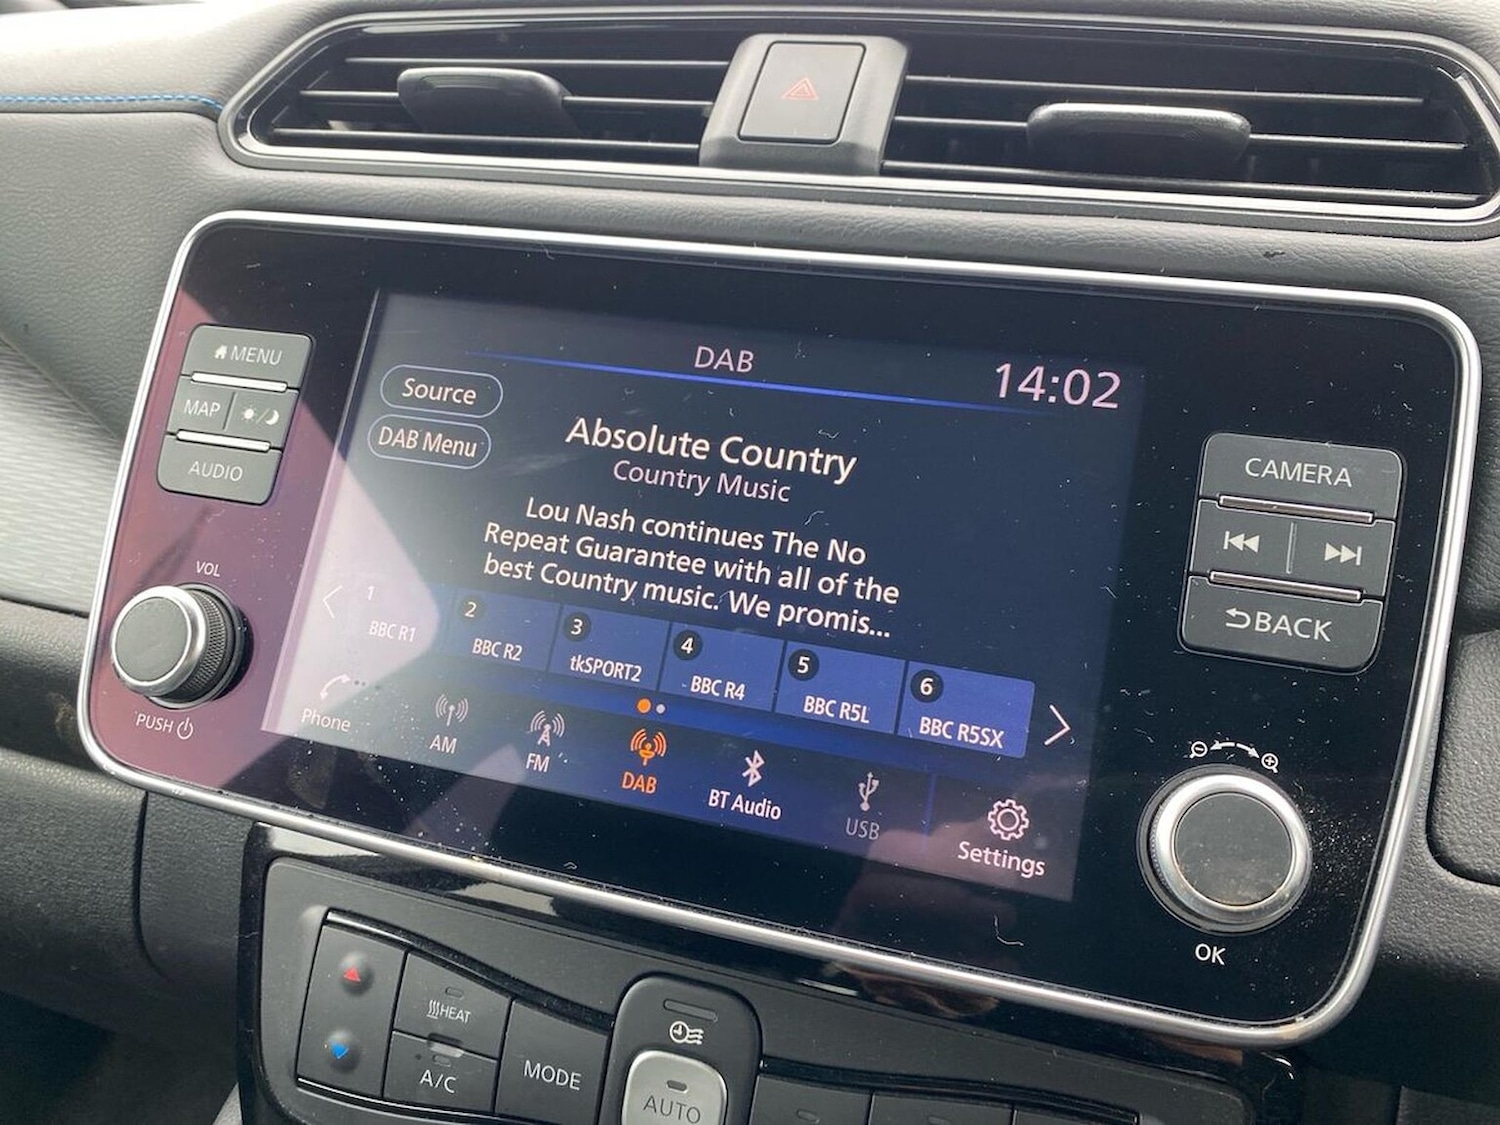 MENU
MAP
AUDIO
VOL
PUSH
DAB
14:02
Source
DAB Menu
Absolute Country
Country Music
Lou Nash continues The No
Repeat Guarantee with all of the
best Country music. We promis...
1
BBC R1
2
BBC R2
3
tkSPORT2
4
BBC R4
5
BBC R5L
6
BBC R5SX
Phone
AM
FM
DAB
BT Audio
USB
Settings
CAMERA
BACK
OK
HEAT
A/C
MODE
AUTO